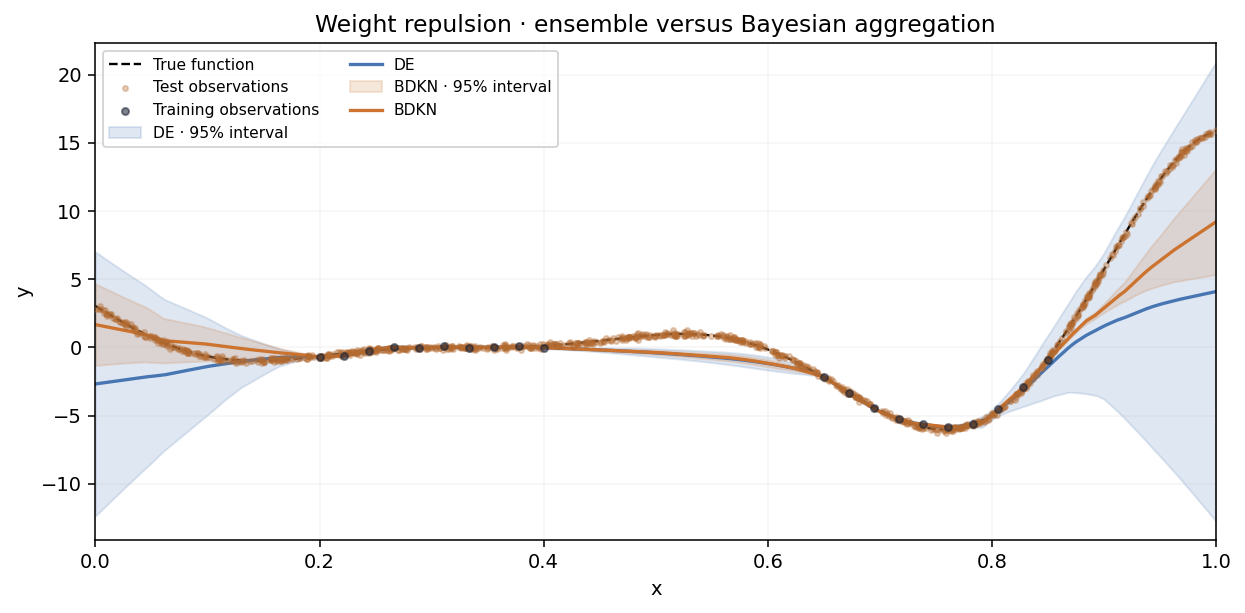 Weight repulsion · ensemble versus Bayesian aggregation
True function
Test observations
Training observations
DE · 95% interval
DE
BDKN · 95% interval
BDKN
20
15
10
5
0
−5
−10
y
0.0
0.2
0.4
0.6
0.8
1.0
x